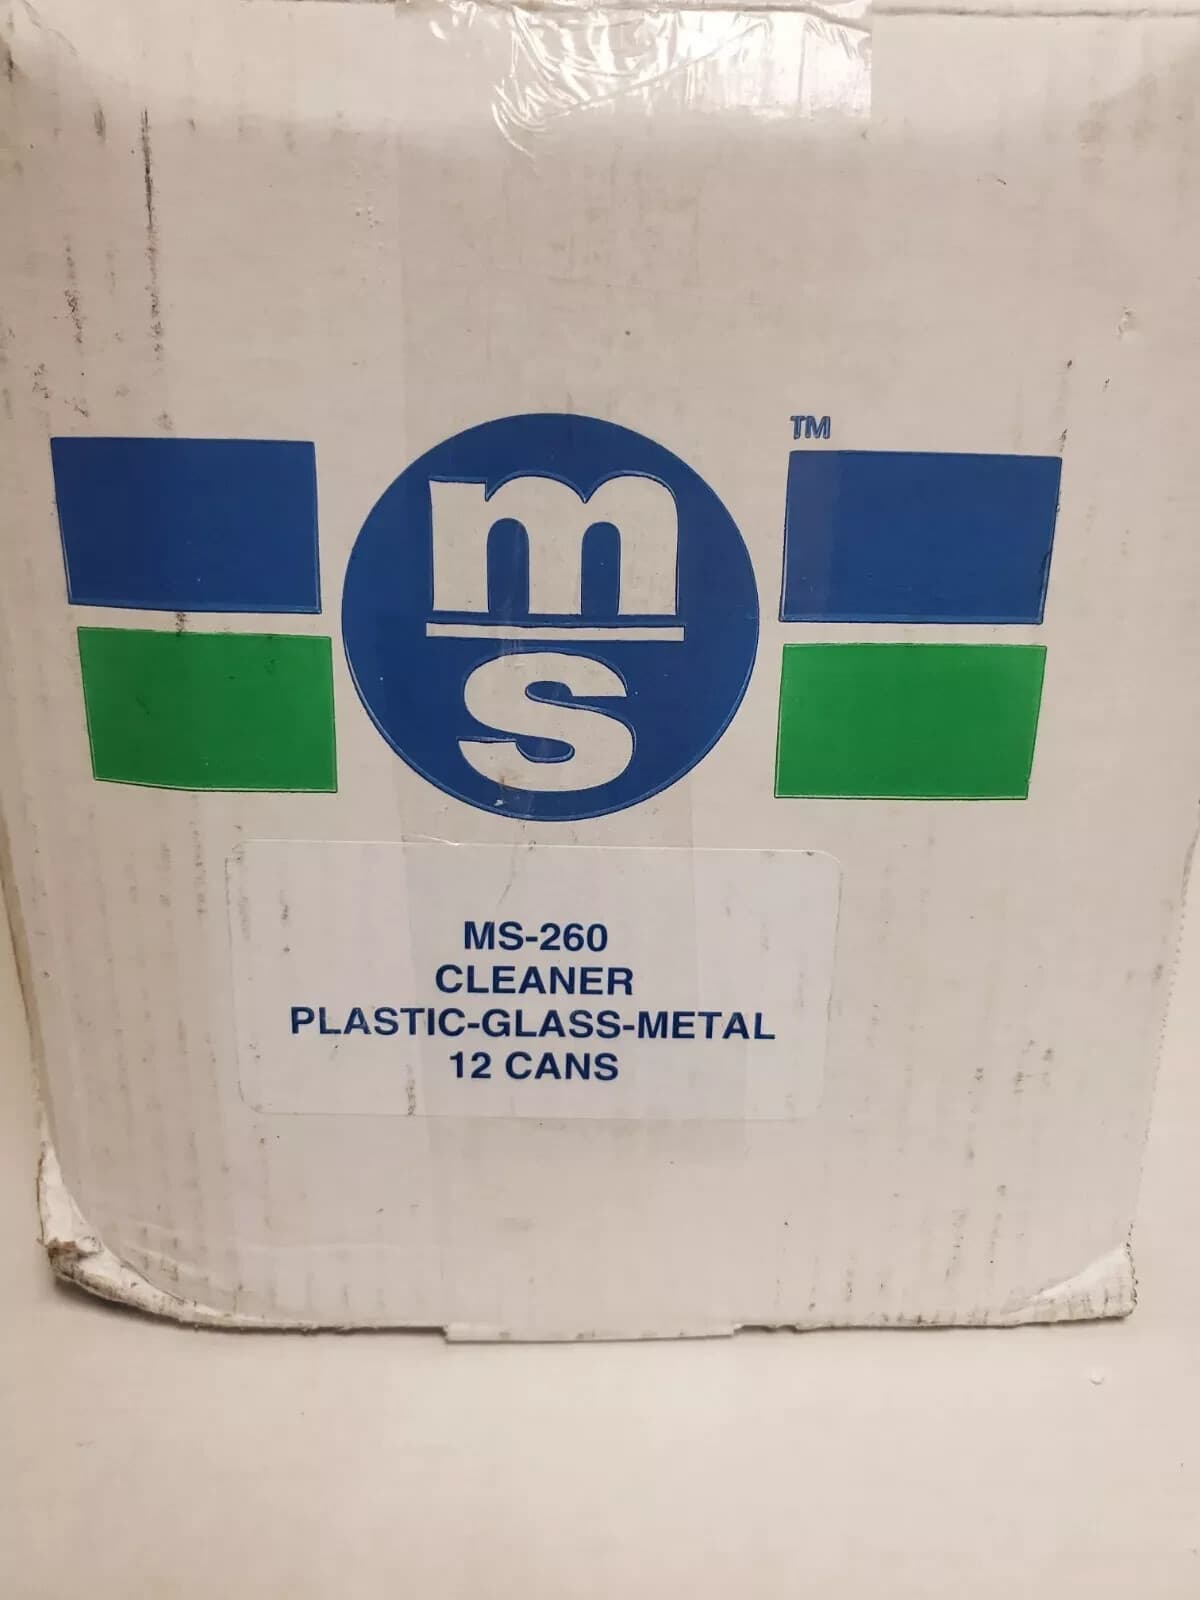 TM
m
s
MS-260
CLEANER
PLASTIC-GLASS-METAL
12 CANS